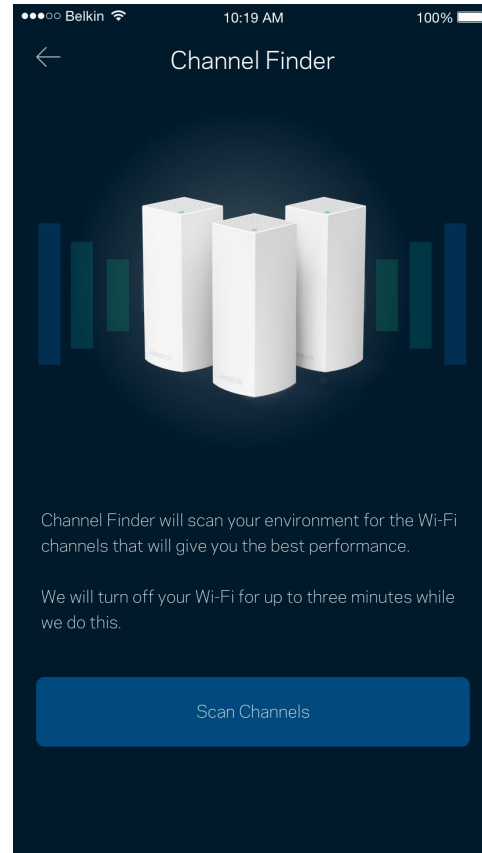 Belkin 10:19 AM 100%
Channel Finder
Channel Finder will scan your environment for the Wi-Fi
channels that will give you the best performance.
We will turn off your Wi-Fi for up to three minutes while
we do this.
Scan Channels